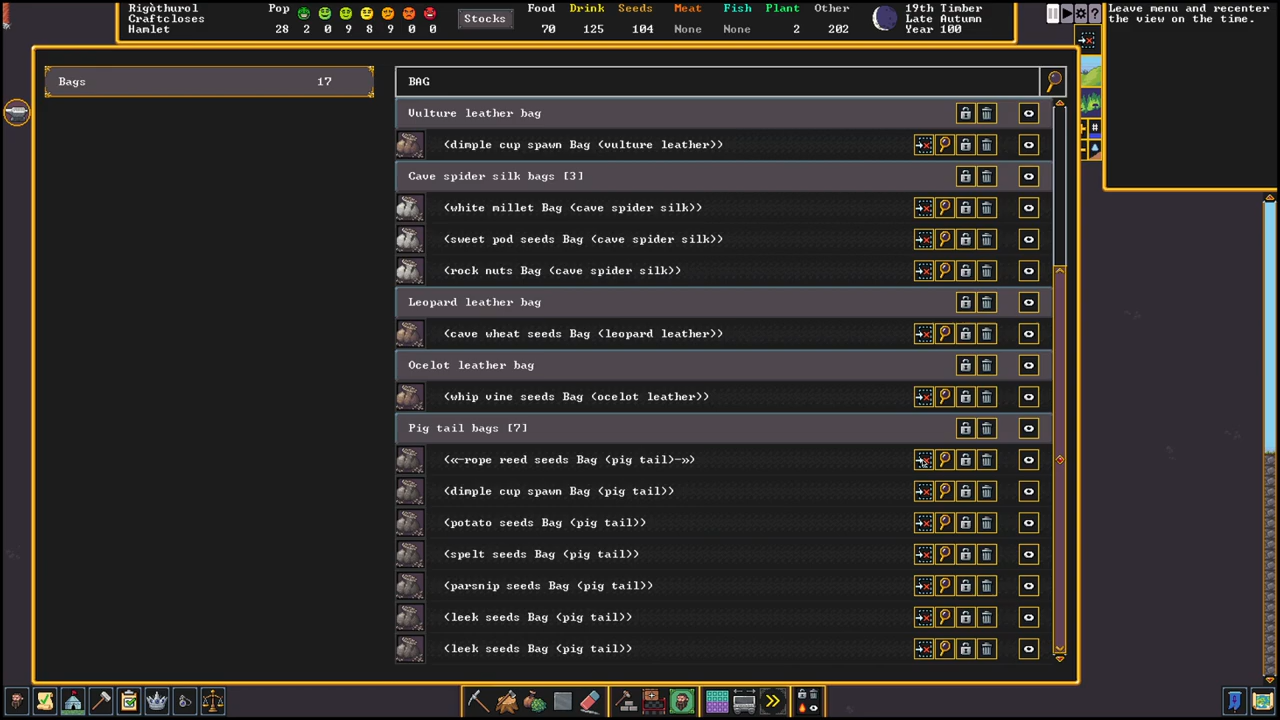 Rigòthurol
Craftcloses
Hamlet
Pop
28 2 0 9 8 9 0 0
Stocks
Food Drink Seeds Meat Fish Plant Other
70 125 104 None None 2 202
19th Timber
Late Autumn
Year 100
Leave menu and recenter
the view on the time.
Bags 17
BAG
Vulture leather bag
(dimple cup spawn Bag (vulture leather))
Cave spider silk bags [3]
(white millet Bag (cave spider silk))
(sweet pod seeds Bag (cave spider silk))
(rock nuts Bag (cave spider silk))
Leopard leather bag
(cave wheat seeds Bag (leopard leather))
Ocelot leather bag
(whip vine seeds Bag (ocelot leather))
Pig tail bags [7]
(«-rope reed seeds Bag (pig tail)-»)
(dimple cup spawn Bag (pig tail))
(potato seeds Bag (pig tail))
(spelt seeds Bag (pig tail))
(parsnip seeds Bag (pig tail))
(leek seeds Bag (pig tail))
(leek seeds Bag (pig tail))